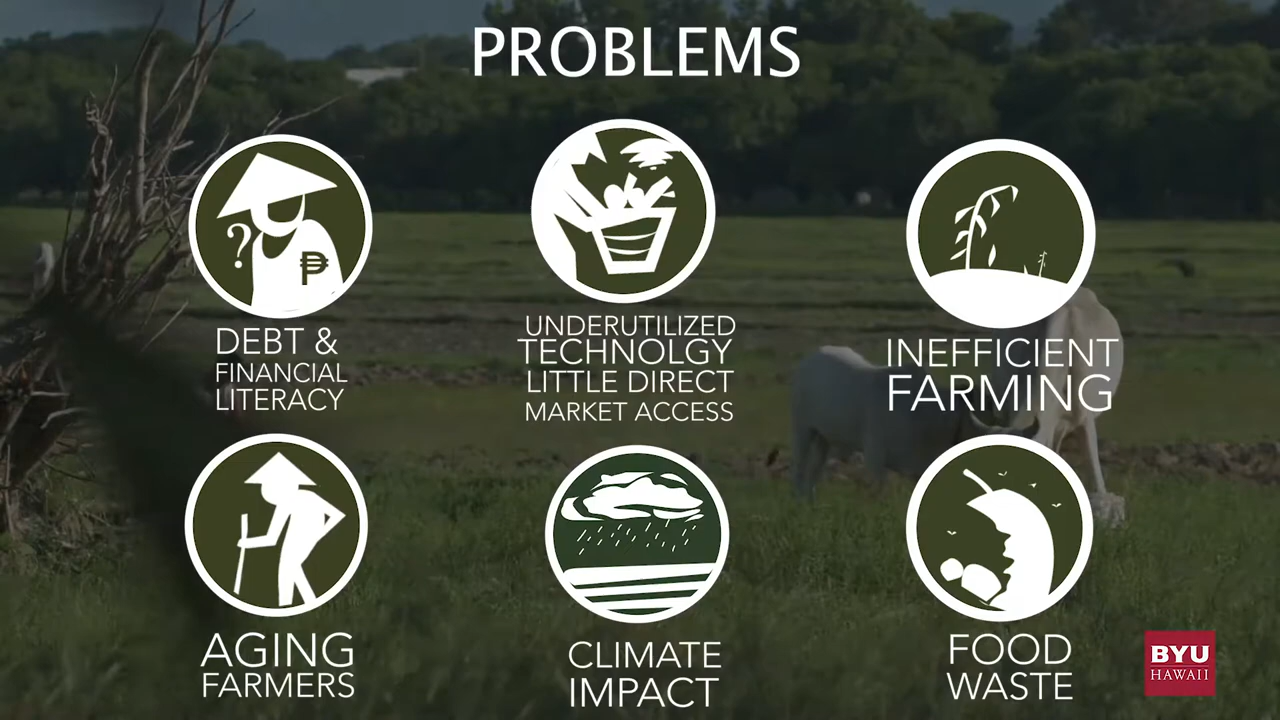 PROBLEMS
?
₱
DEBT &
FINANCIAL
LITERACY
UNDERUTILIZED
TECHNOLGY
LITTLE DIRECT
MARKET ACCESS
INEFFICIENT
FARMING
AGING
FARMERS
CLIMATE
IMPACT
FOOD
WASTE
BYU
HAWAII